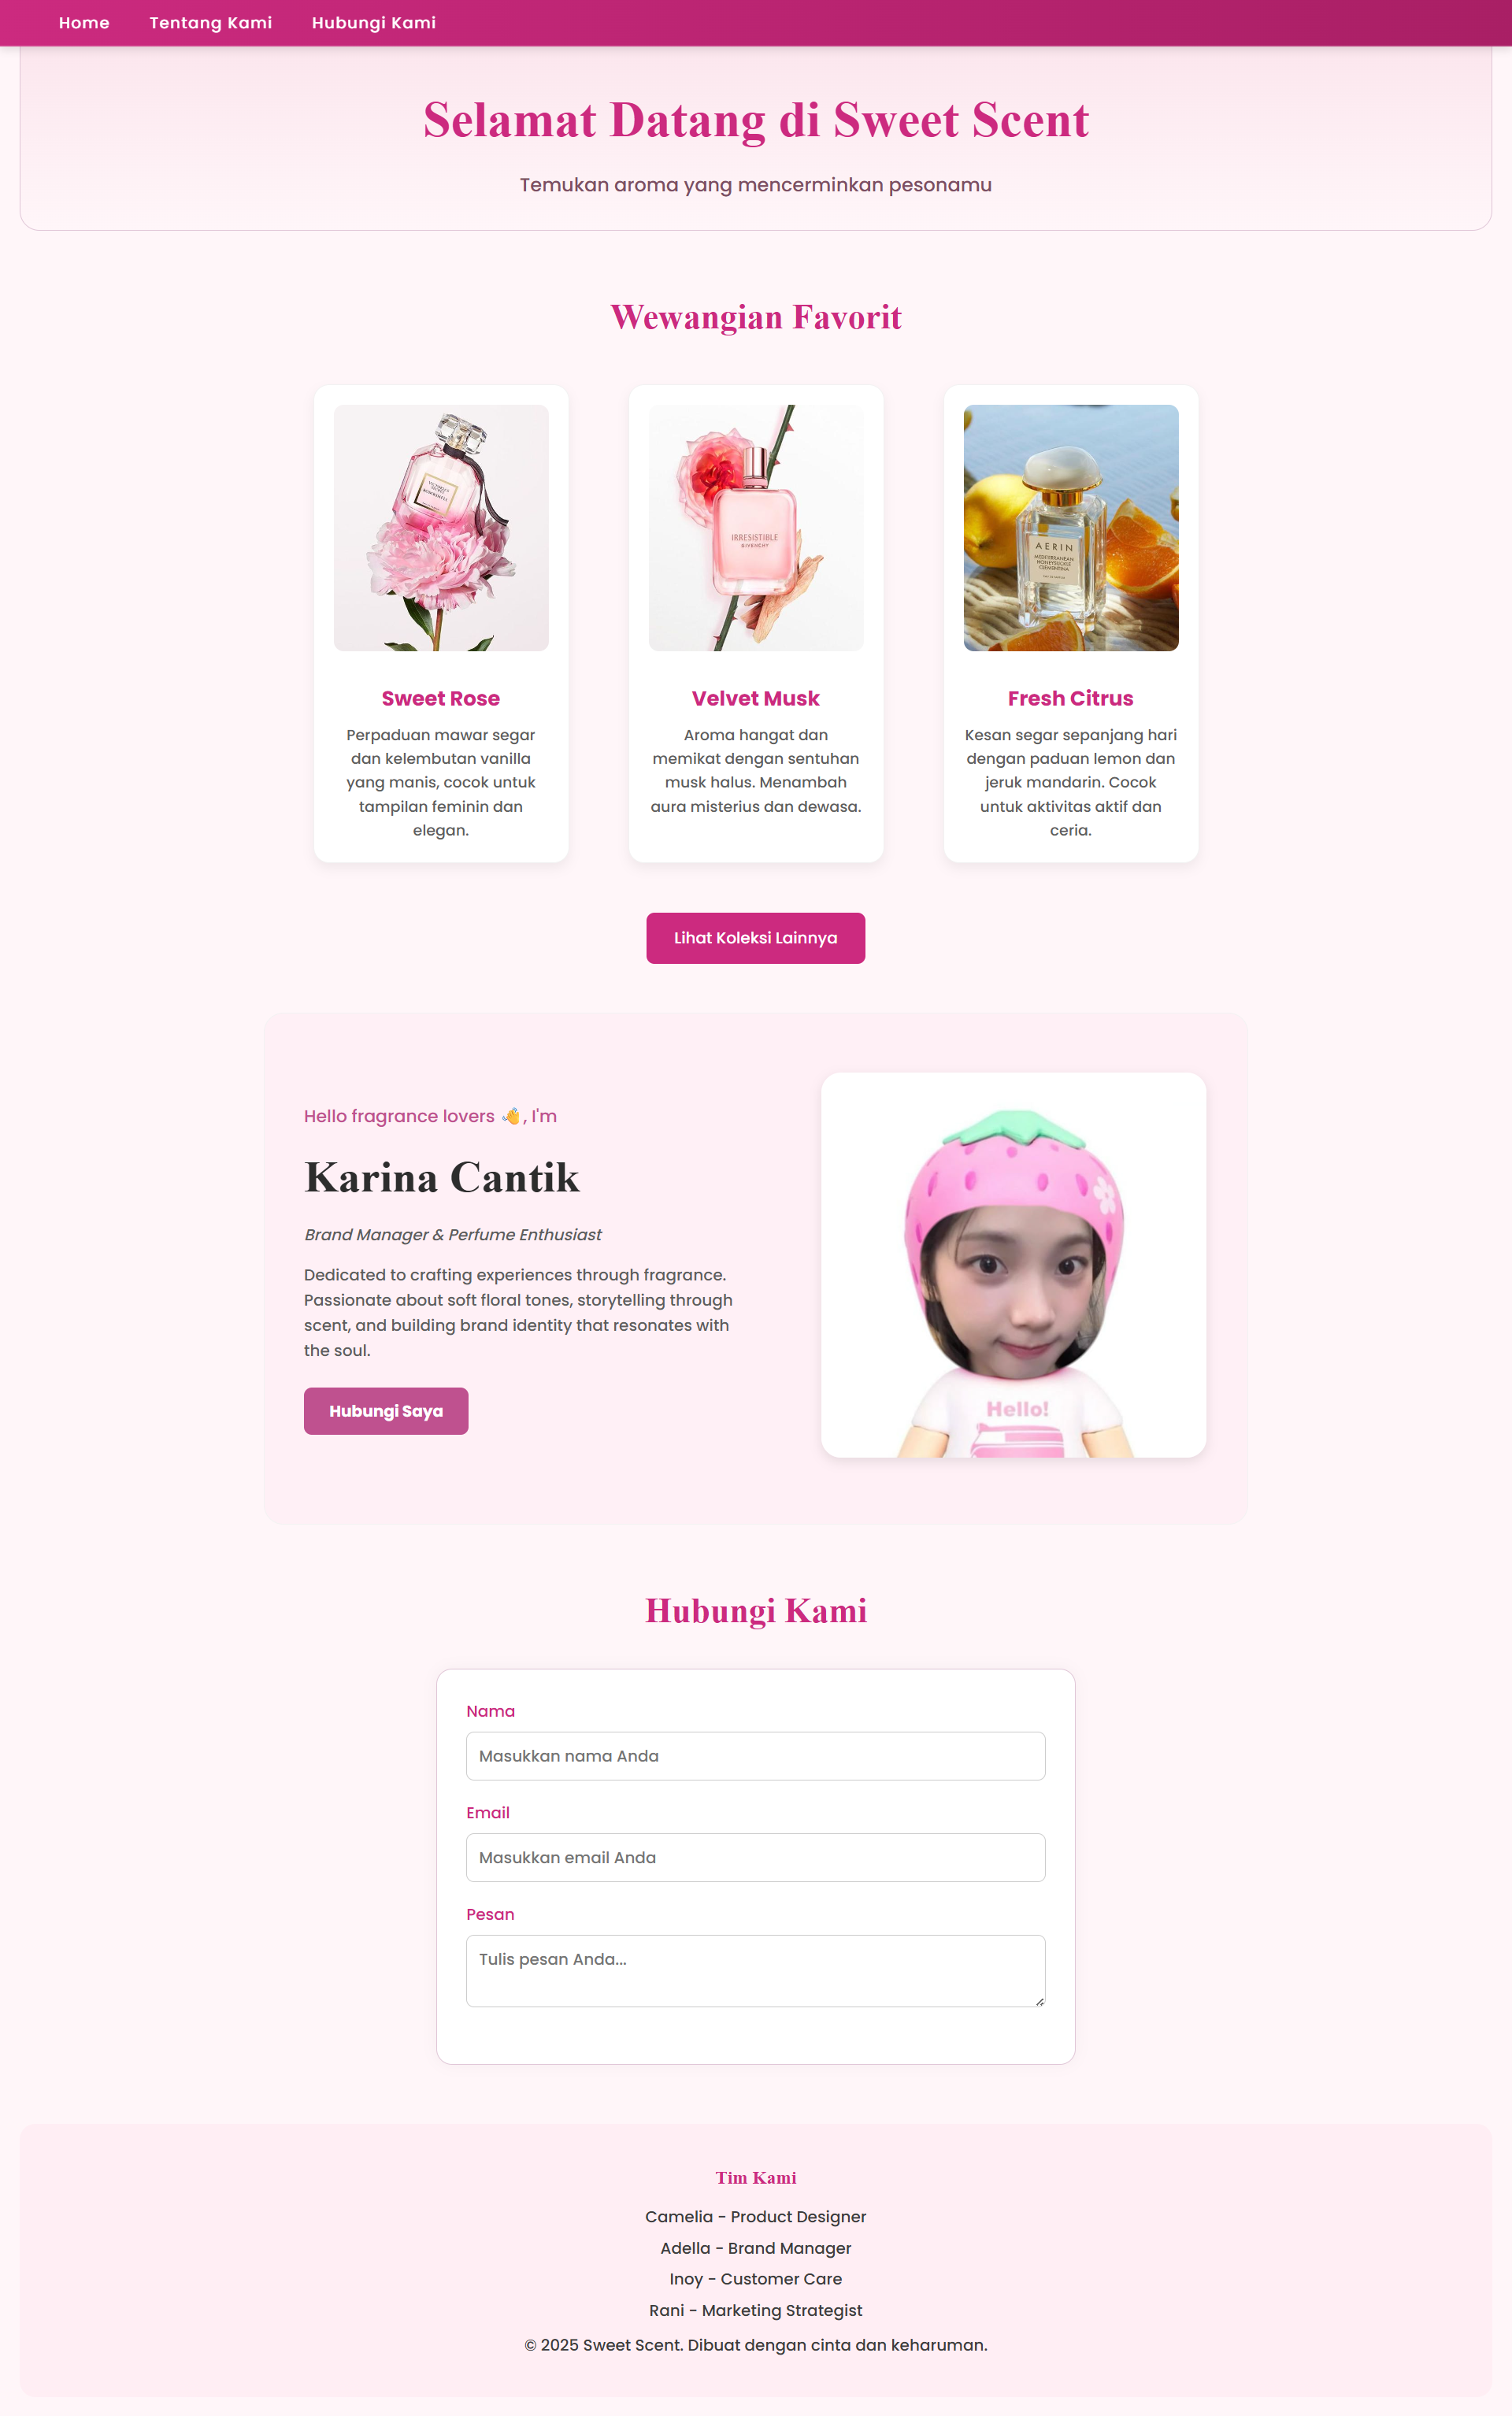 Home Tentang Kami Hubungi Kami
Selamat Datang di Sweet Scent
Temukan aroma yang mencerminkan pesonamu
Wewangian Favorit
VICTORIA'S
SECRET
BOMBSHELL
IRRESISTIBLE
GIVENCHY
AERIN
MEDITERRANEAN
HONEYSUCKLE
CLEMENTINA
Sweet Rose
Perpaduan mawar segar
dan kelembutan vanilla
yang manis, cocok untuk
tampilan feminin dan
elegan.
Velvet Musk
Aroma hangat dan
memikat dengan sentuhan
musk halus. Menambah
aura misterius dan dewasa.
Fresh Citrus
Kesan segar sepanjang hari
dengan paduan lemon dan
jeruk mandarin. Cocok
untuk aktivitas aktif dan
ceria.
Lihat Koleksi Lainnya
Hello fragrance lovers 👋, I'm
Karina Cantik
Brand Manager & Perfume Enthusiast
Dedicated to crafting experiences through fragrance.
Passionate about soft floral tones, storytelling through
scent, and building brand identity that resonates with
the soul.
Hubungi Saya
Hello!
Hubungi Kami
Nama
Masukkan nama Anda
Email
Masukkan email Anda
Pesan
Tulis pesan Anda...
Tim Kami
Camelia - Product Designer
Adella - Brand Manager
Inoy - Customer Care
Rani - Marketing Strategist
© 2025 Sweet Scent. Dibuat dengan cinta dan keharuman.